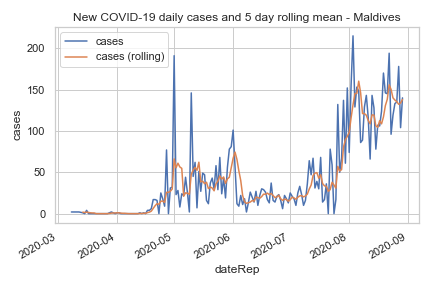 New COVID-19 daily cases and 5 day rolling mean - Maldives
cases
cases (rolling)
200
150
100
50
0
cases
2020-03
2020-04
2020-05
2020-06
2020-07
2020-08
2020-09
dateRep